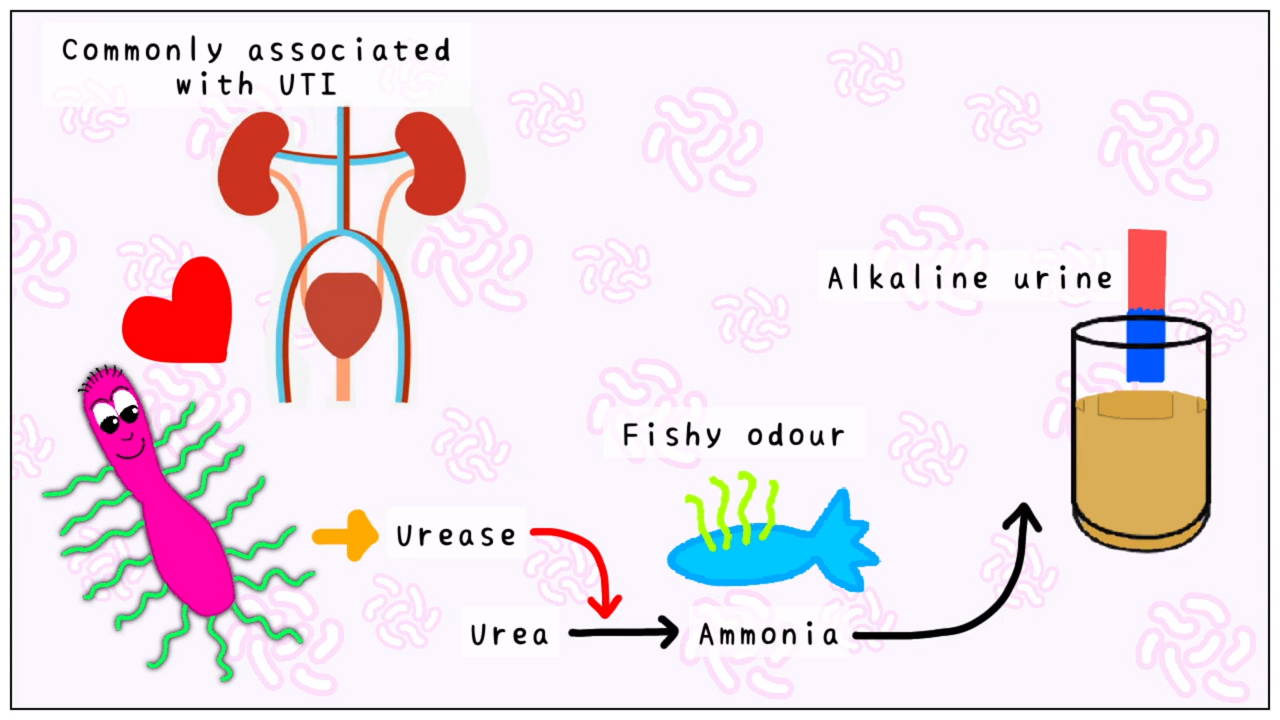 Commonly associated
with UTI
Alkaline urine
Fishy odour
Urease
Urea
Ammonia